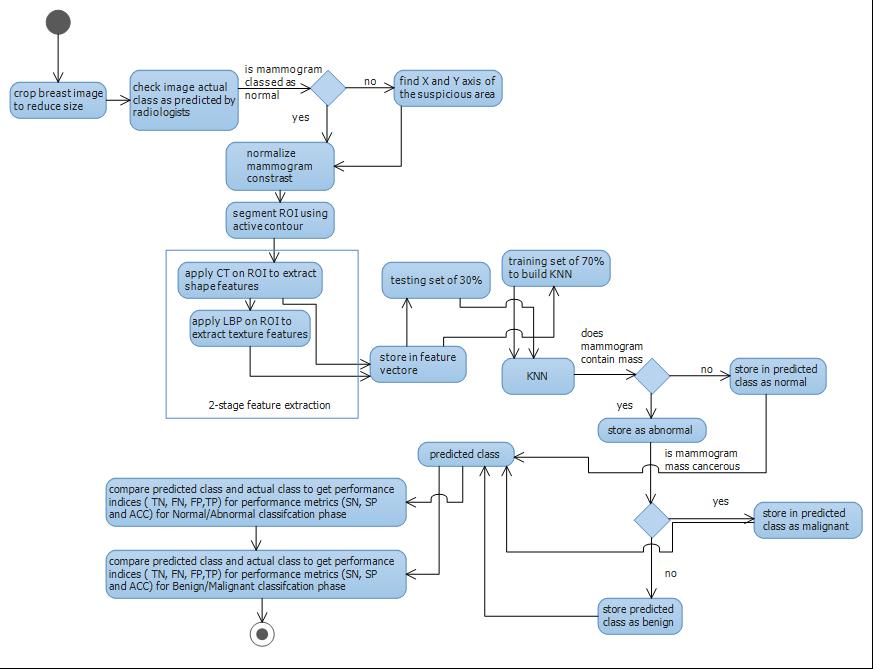 crop breast image
to reduce size
check image actual
class as predicted by
radiologists
is mammogram
classed as
normal
no
find X and Y axis of
the suspicious area
yes
normalize
mammogram
constrast
segment ROI using
active contour
apply CT on ROI to extract
shape features
apply LBP on ROI to
extract texture features
2-stage feature extraction
testing set of 30%
training set of 70%
to build KNN
store in feature
vectore
KNN
does
mammogram
contain mass
no
store in predicted
class as normal
yes
store as abnormal
is mammogram
mass cancerous
predicted class
yes
store in predicted
class as malignant
no
store predicted
class as benign
compare predicted class and actual class to get performance
indices ( TN, FN, FP,TP) for performance metrics (SN, SP
and ACC) for Normal/Abnormal classifcation phase
compare predicted class and actual class to get performance
indices ( TN, FN, FP,TP) for performance metrics (SN, SP
and ACC) for Benign/Malignant classifcation phase